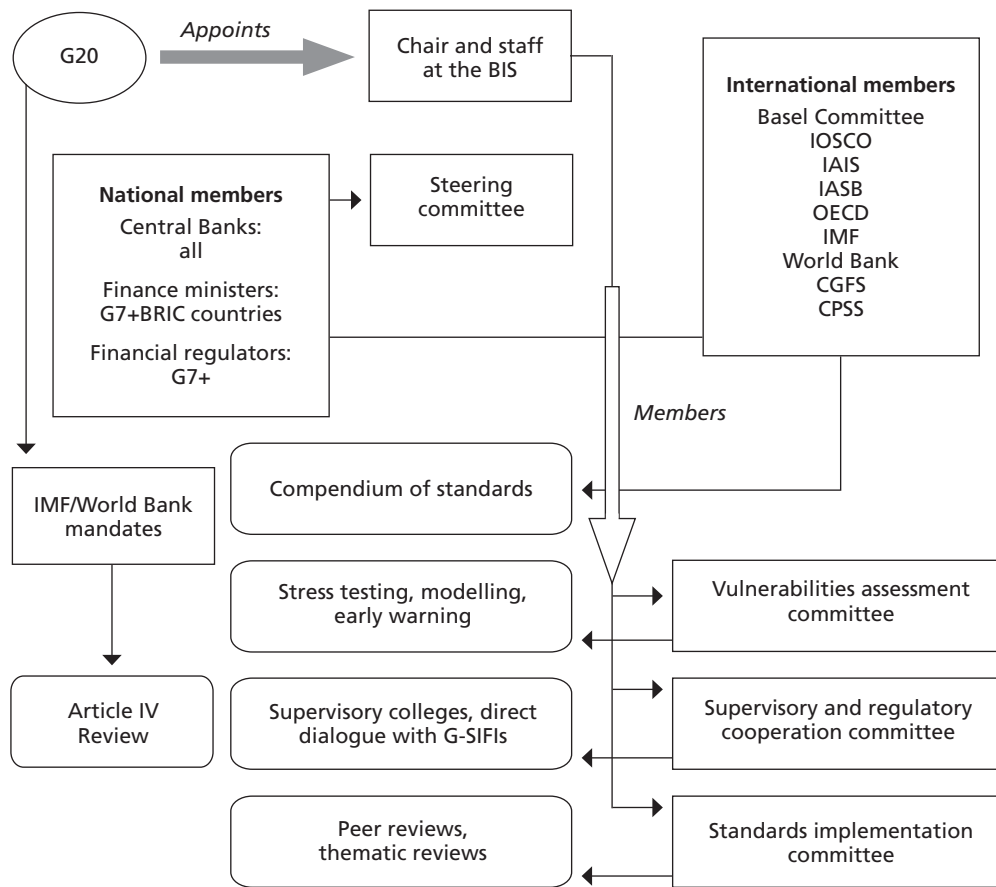 G20
Appoints
Chair and staff
at the BIS
International members
Basel Committee
IOSCO
IAIS
IASB
OECD
IMF
World Bank
CGFS
CPSS
National members
Central Banks:
all
Finance ministers:
G7+BRIC countries
Financial regulators:
G7+
Steering
committee
Members
IMF/World Bank
mandates
Compendium of standards
Stress testing, modelling,
early warning
Vulnerabilities assessment
committee
Article IV
Review
Supervisory colleges, direct
dialogue with G-SIFIs
Supervisory and regulatory
cooperation committee
Peer reviews,
thematic reviews
Standards implementation
committee